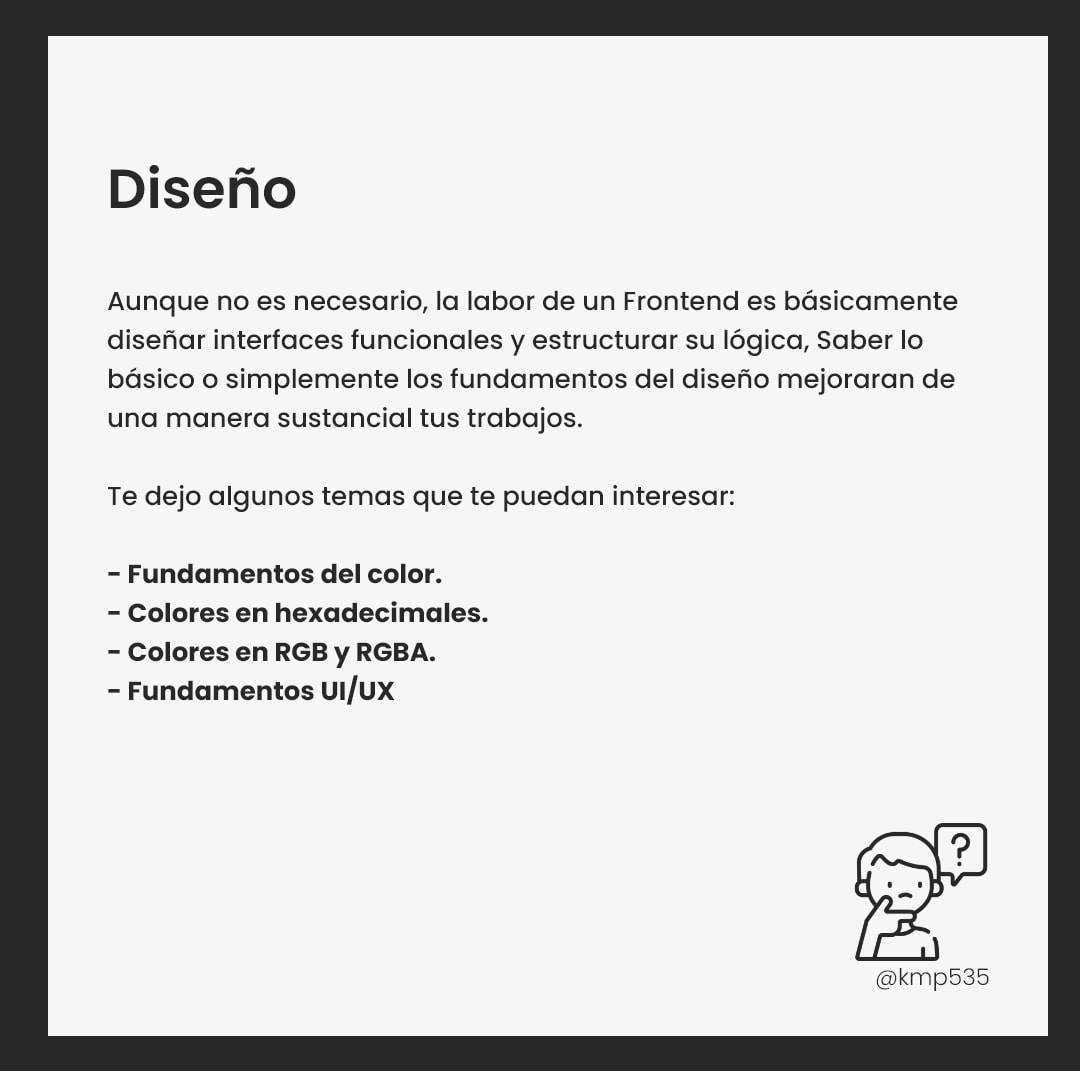 Diseño
Aunque no es necesario, la labor de un Frontend es básicamente
diseñar interfaces funcionales y estructurar su lógica, Saber lo
básico o simplemente los fundamentos del diseño mejoraran de
una manera sustancial tus trabajos.
Te dejo algunos temas que te puedan interesar:
- Fundamentos del color.
- Colores en hexadecimales.
- Colores en RGB y RGBA.
- Fundamentos UI/UX
?
@kmp535